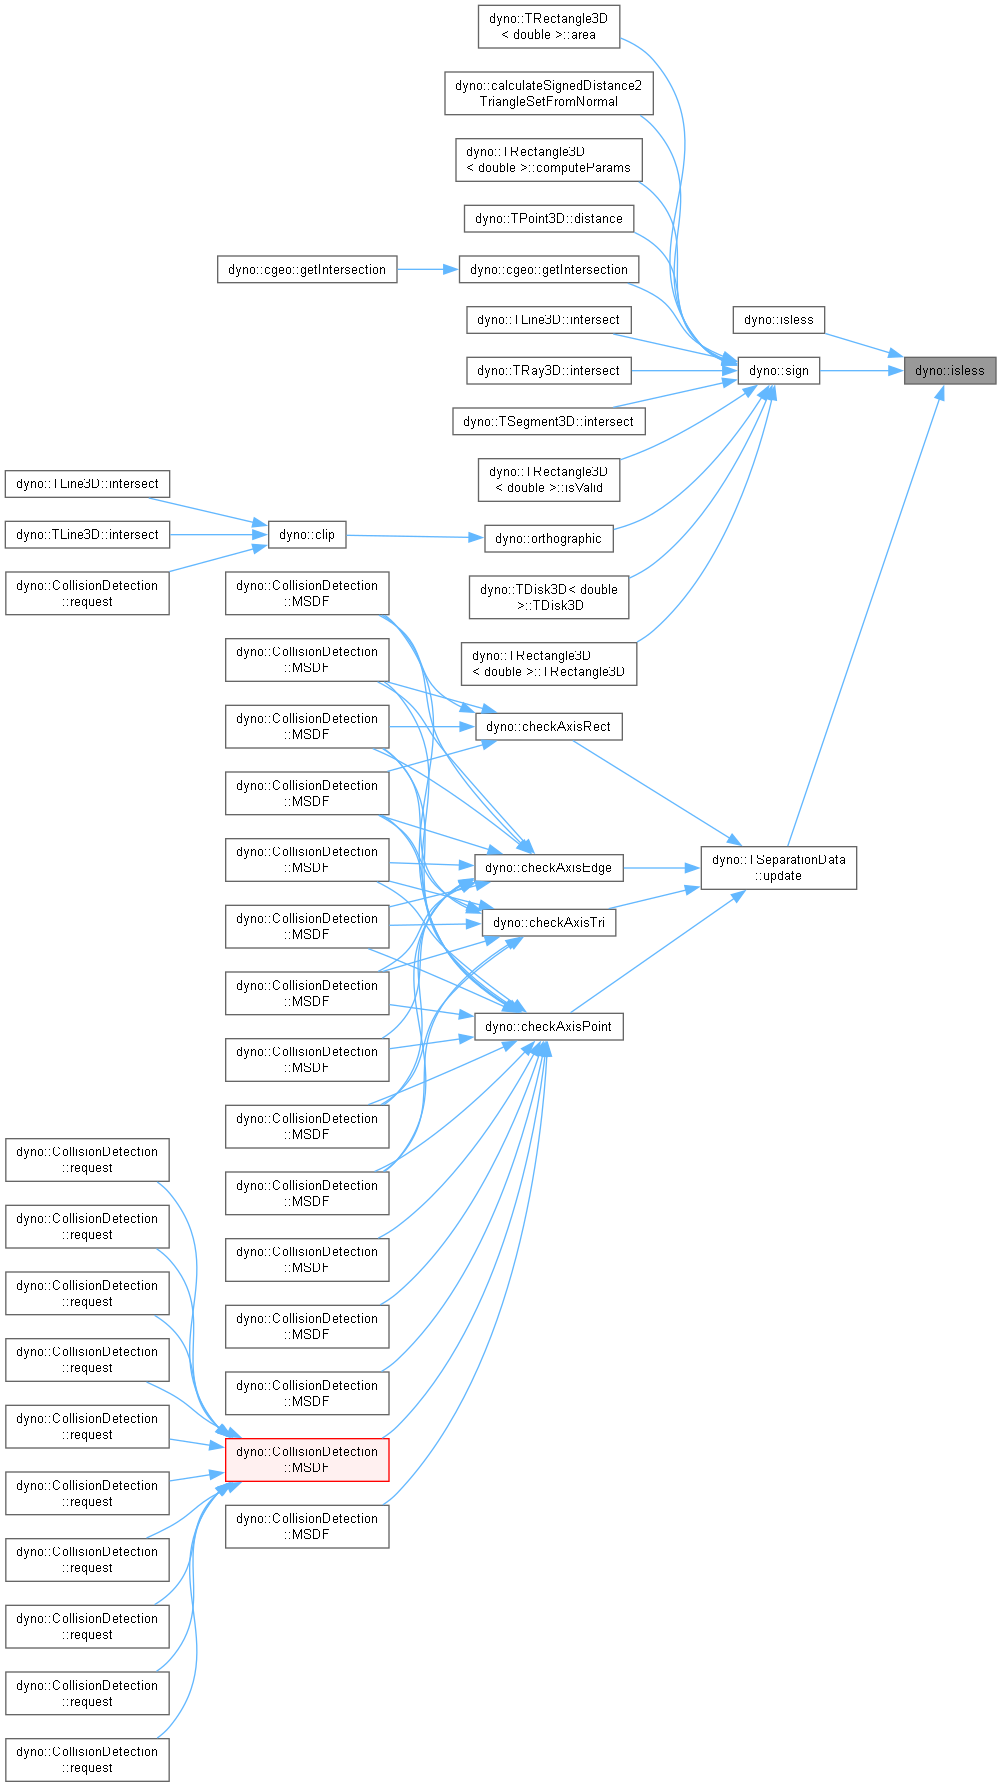 dyno::TRectangle3D
< double >::area
dyno::calculateSignedDistance2
TriangleSetFromNormal
dyno::TRectangle3D
< double >::computeParams
dyno::TPoint3D::distance
dyno::cgeo::getIntersection
dyno::cgeo::getIntersection
dyno::TLine3D::intersect
dyno::isless
dyno::sign
dyno::isless
dyno::TRay3D::intersect
dyno::TSegment3D::intersect
dyno::TRectangle3D
< double >::isValid
dyno::TLine3D::intersect
dyno::TLine3D::intersect
dyno::clip
dyno::orthographic
dyno::CollisionDetection
::request
dyno::CollisionDetection
::MSDF
dyno::TDisk3D< double
>::TDisk3D
dyno::CollisionDetection
::MSDF
dyno::TRectangle3D
< double >::TRectangle3D
dyno::CollisionDetection
::MSDF
dyno::checkAxisRect
dyno::CollisionDetection
::MSDF
dyno::CollisionDetection
::MSDF
dyno::checkAxisEdge
dyno::TSeparationData
::update
dyno::CollisionDetection
::MSDF
dyno::checkAxisTri
dyno::CollisionDetection
::MSDF
dyno::checkAxisPoint
dyno::CollisionDetection
::MSDF
dyno::CollisionDetection
::MSDF
dyno::CollisionDetection
::request
dyno::CollisionDetection
::MSDF
dyno::CollisionDetection
::request
dyno::CollisionDetection
::MSDF
dyno::CollisionDetection
::request
dyno::CollisionDetection
::MSDF
dyno::CollisionDetection
::request
dyno::CollisionDetection
::MSDF
dyno::CollisionDetection
::request
dyno::CollisionDetection
::MSDF
dyno::CollisionDetection
::request
dyno::CollisionDetection
::MSDF
dyno::CollisionDetection
::request
dyno::CollisionDetection
::request
dyno::CollisionDetection
::request
dyno::CollisionDetection
::request